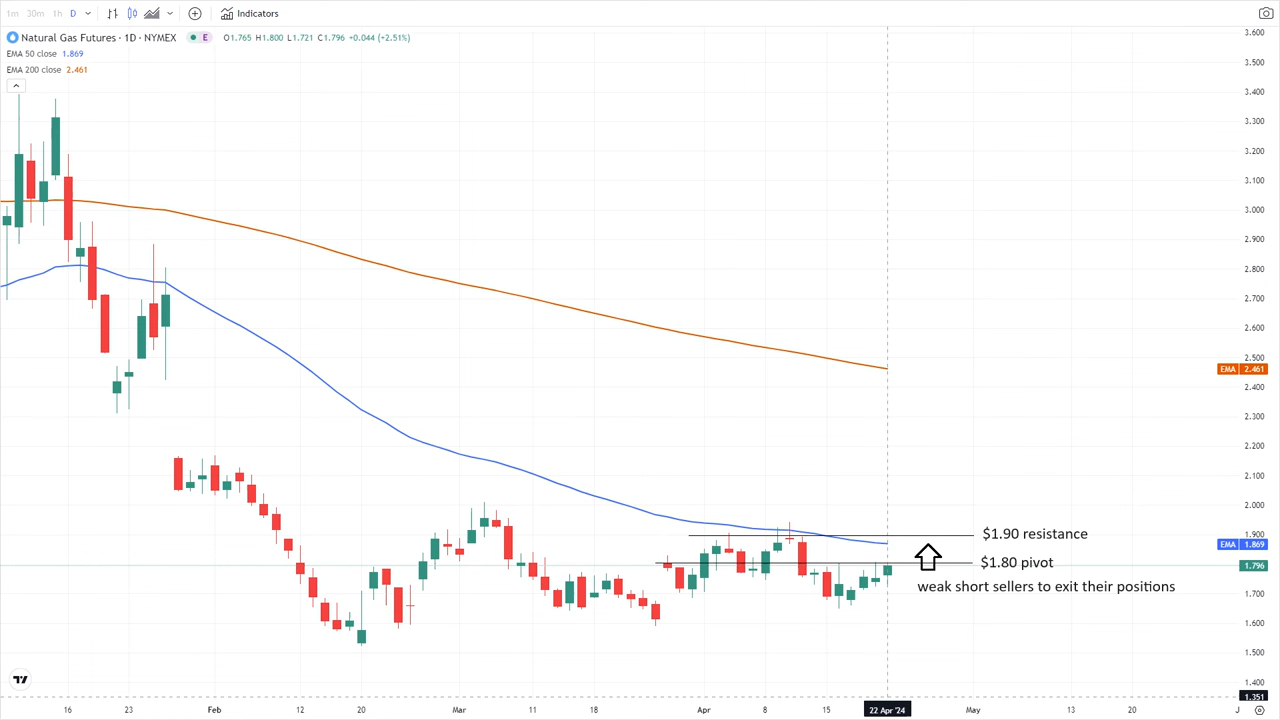 1m 30m 1h D Indicators
Natural Gas Futures · 1D · NYMEX E O1.765 H1.800 L1.721 C1.796 +0.044 (+2.51%)
EMA 50 close 1.869
EMA 200 close 2.461
3.600
3.500
3.400
3.300
3.200
3.100
3.000
2.900
2.800
2.700
2.600
2.500
EMA 2.461
2.400
2.300
2.200
2.100
2.000
$1.90 resistance
1.900
EMA 1.869
$1.80 pivot
1.796
weak short sellers to exit their positions
1.700
1.600
1.500
1.400
1.351
16 23 Feb 12 20 Mar 11 18 Apr 8 15 22 Apr '24 May 13 20 J